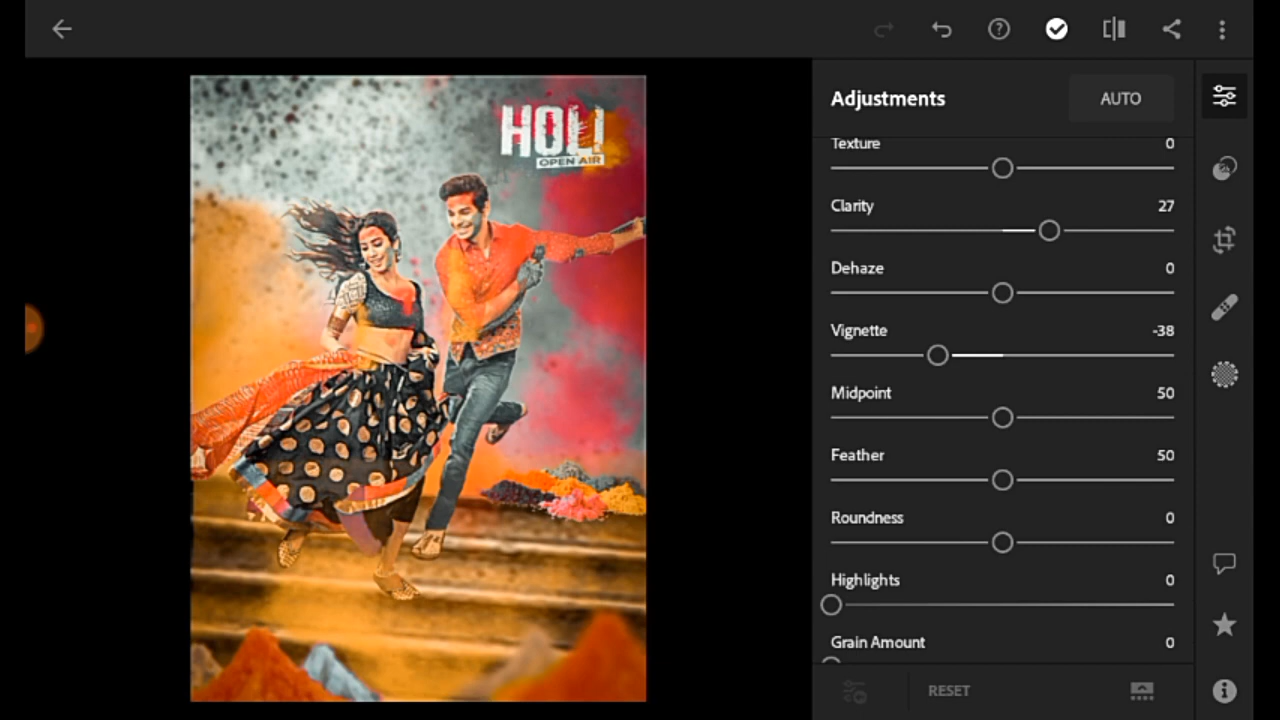 Adjustments
AUTO
HOLI
OPEN AIR
Texture 0
Clarity 27
Dehaze 0
Vignette -38
Midpoint 50
Feather 50
Roundness 0
Highlights 0
Grain Amount 0
RESET